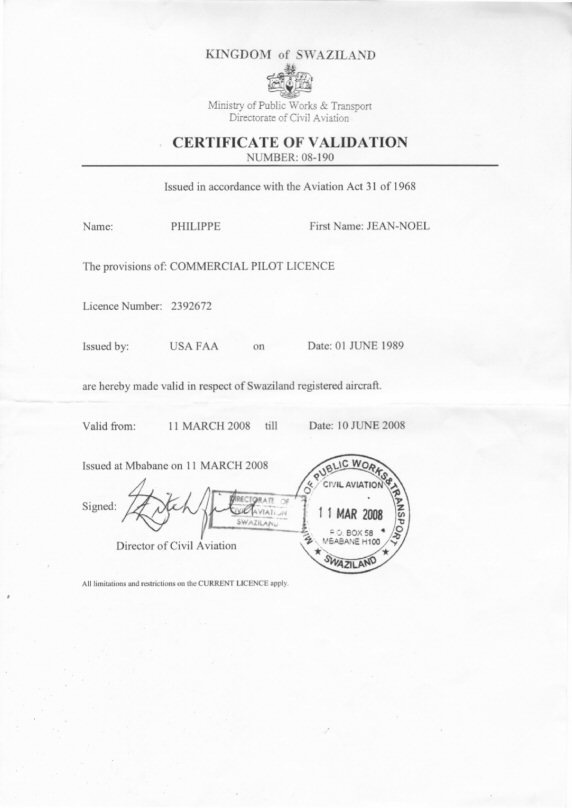 KINGDOM of SWAZILAND
Ministry of Public Works & Transport
Directorate of Civil Aviation
CERTIFICATE OF VALIDATION
NUMBER: 08-190
Issued in accordance with the Aviation Act 31 of 1968
Name: PHILIPPE First Name: JEAN-NOEL
The provisions of: COMMERCIAL PILOT LICENCE
Licence Number: 2392672
Issued by: USA FAA on Date: 01 JUNE 1989
are hereby made valid in respect of Swaziland registered aircraft.
Valid from: 11 MARCH 2008 till Date: 10 JUNE 2008
Issued at Mbabane on 11 MARCH 2008
Signed:
DIRECTORATE OF
CIVIL AVIATION
SWAZILAND
Director of Civil Aviation
OF PUBLIC WORKS & TRANSPORT
CIVIL AVIATION
11 MAR 2008
P.O. BOX 58
MBABANE H100
SWAZILAND
All limitations and restrictions on the CURRENT LICENCE apply.